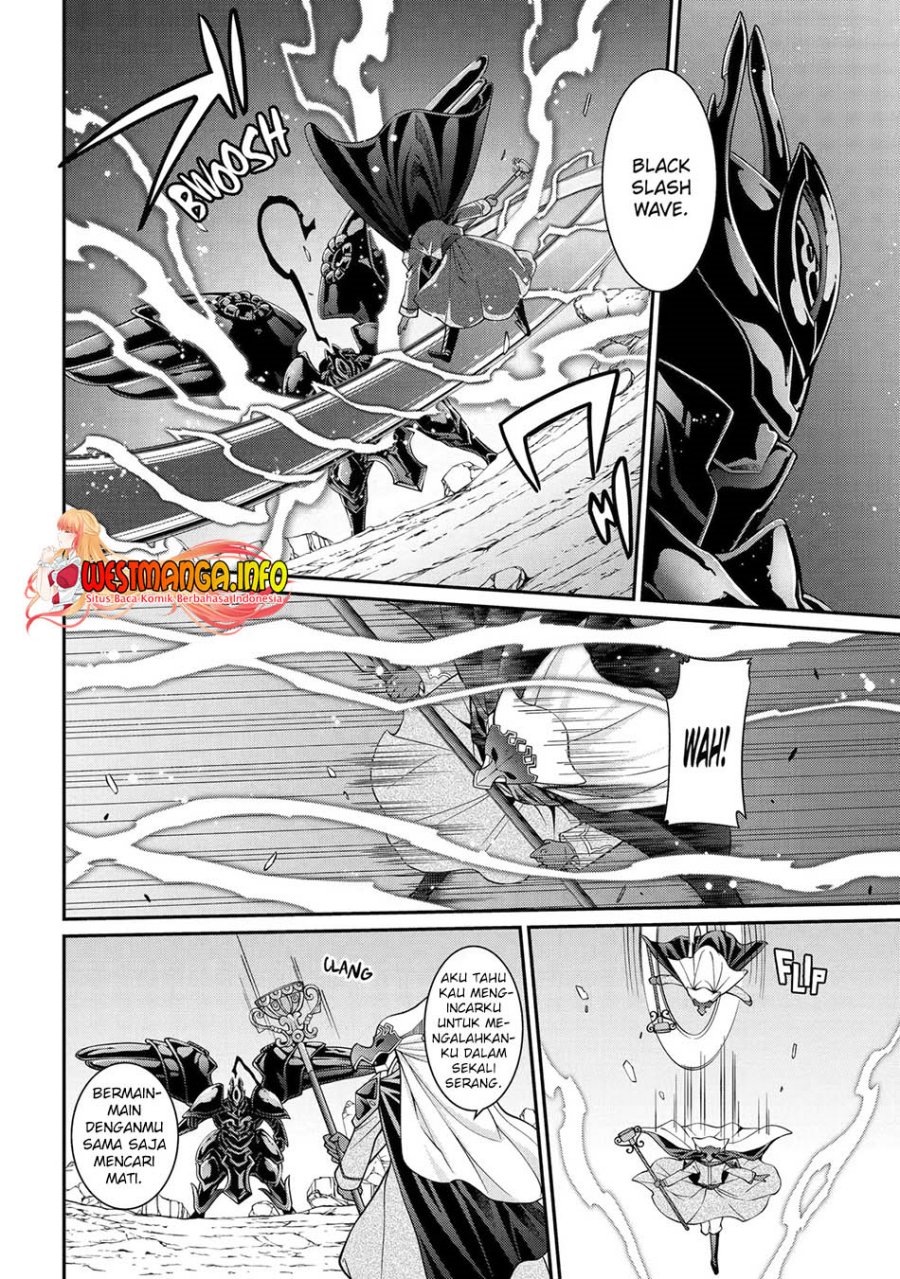 BLACK
SLASH
WAVE.
BWOOSH
WESTMANGA.INFO
Situs Baca Komik Berbahasa Indonesia
WAH!
FLIP
AKU TAHU
KAU MENG-
INCARKU
UNTUK ME-
NGALAHKAN-
KU DALAM
SEKALI
SERANG.
CLANG
BERMAIN-
MAIN
DENGANMU
SAMA SAJA
MENCARI
MATI.